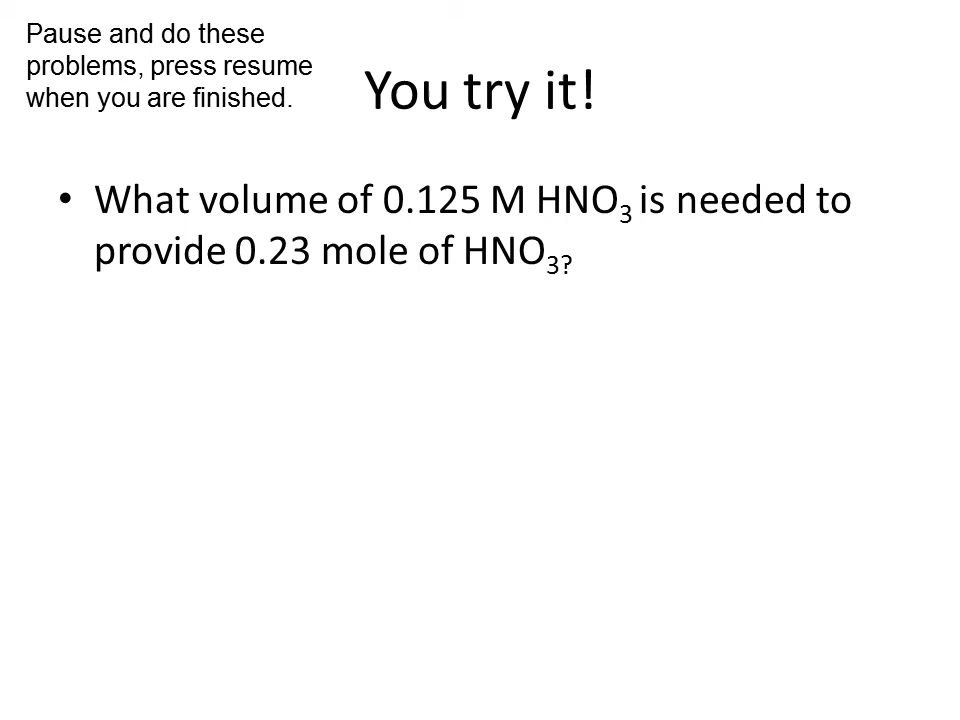 Pause and do these
problems, press resume
when you are finished.
You try it!
• What volume of 0.125 M HNO₃ is needed to
provide 0.23 mole of HNO₃?